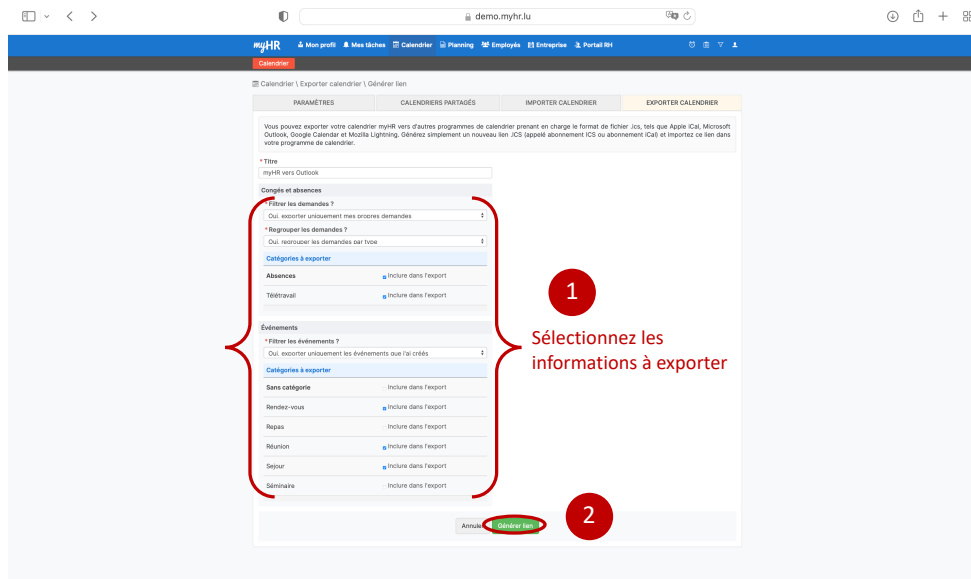 demo.myhr.lu
myHR Mon profil Mes tâches Calendrier Planning Employés Entreprise Portail RH
Calendrier
Calendrier \ Exporter calendrier \ Générer lien
PARAMÈTRES CALENDRIERS PARTAGÉS IMPORTER CALENDRIER EXPORTER CALENDRIER
Vous pouvez exporter votre calendrier myHR vers d'autres programmes de calendrier prenant en charge le format de fichier .ics, tels que Apple iCal, Microsoft
Outlook, Google Calendar et Mozilla Lightning. Générez simplement un nouveau lien .ICS (appelé abonnement ICS ou abonnement iCal) et importez ce lien dans
votre programme de calendrier.
* Titre
myHR vers Outlook
Congés et absences
* Filtrer les demandes ?
Oui, exporter uniquement mes propres demandes
* Regrouper les demandes ?
Oui, regrouper les demandes par type
Catégories à exporter
Absences Inclure dans l'export
Télétravail Inclure dans l'export
1
Sélectionnez les
informations à exporter
Événements
* Filtrer les événements ?
Oui, exporter uniquement les événements que j'ai créés
Catégories à exporter
Sans catégorie Inclure dans l'export
Rendez-vous Inclure dans l'export
Repas Inclure dans l'export
Réunion Inclure dans l'export
Sejour Inclure dans l'export
Séminaire Inclure dans l'export
Annuler Générer lien
2